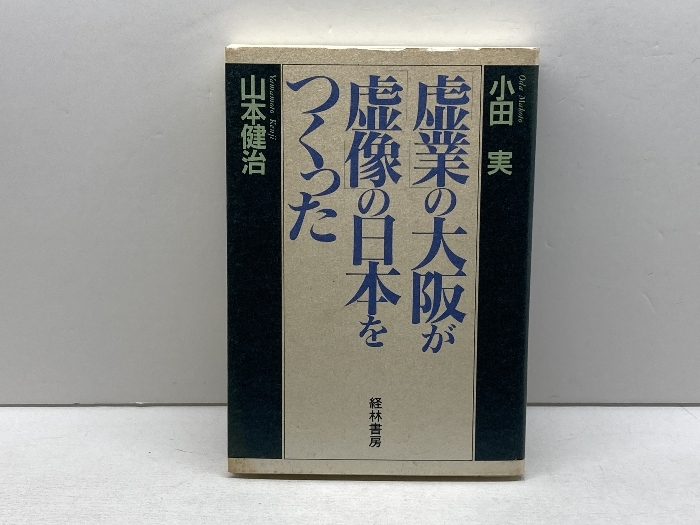 小田 実
Oda Makoto
「虚業」の大阪が
「虚像」の日本を
つくった
山本健治
Yamamoto Kenji
経林書房